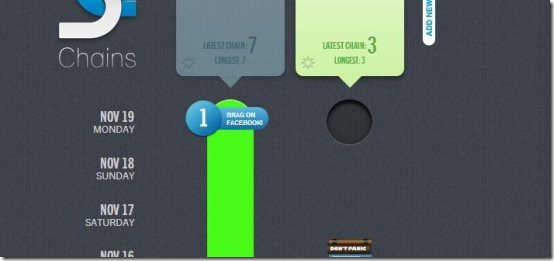 Chains
LATEST CHAIN: 7
LONGEST: 7
LATEST CHAIN: 3
LONGEST: 3
ADD NEW
NOV 19
MONDAY
1
BRAG ON
FACEBOOK!
NOV 18
SUNDAY
NOV 17
SATURDAY
DON'T PANIC
NOV 16